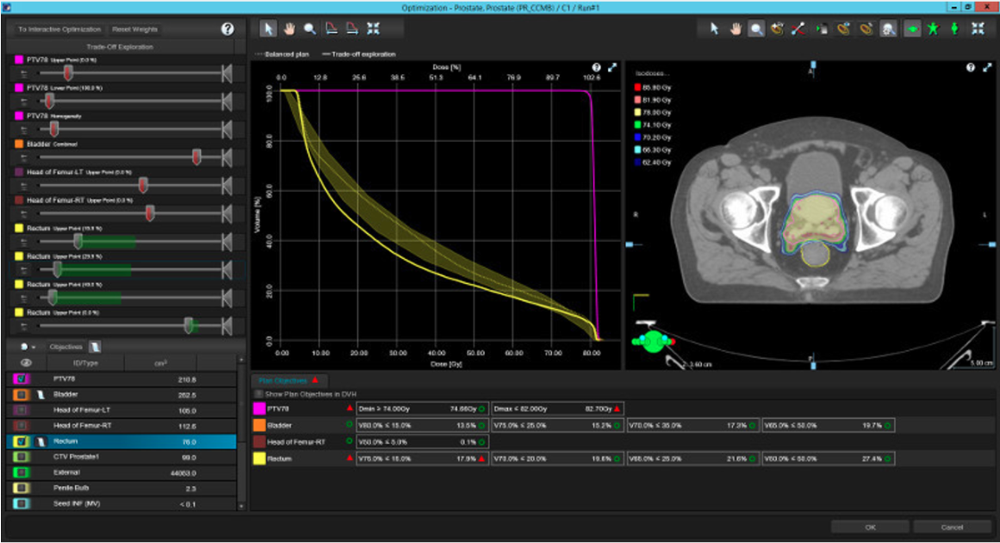 Optimization - Prostate, Prostate (PR_CCMB) / C1 / Run#1
To Interactive Optimization Reset Weights
Trade-Off Exploration
PTV78 Upper Point (0.0 %)
PTV78 Lower Point (100.0 %)
PTV78 Homogeneity
Bladder Combined
Head of Femur-LT Upper Point (0.0 %)
Head of Femur-RT Upper Point (0.0 %)
Rectum Upper Point
Rectum Upper Point
Rectum Upper Point
Rectum Upper Point (0.0 %)
Objectives
ID/Type cm³
PTV78 210.8
Bladder 262.5
Head of Femur-LT 105.0
Head of Femur-RT 112.6
Rectum 76.0
CTV Prostate1 99.0
External 44063.0
Penile Bulb 2.5
Seed INF (MV) < 0.1
Balanced plan Trade-off exploration
Dose [%]
0.0 12.8 25.6 38.5 51.3 64.1 76.9 89.7 102.6
Volume [%]
100.0
80.0
60.0
40.0
20.0
0.0
0.00 10.00 20.00 30.00 40.00 50.00 60.00 70.00 80.00
Dose [Gy]
Isodoses...
85.80 Gy
81.90 Gy
78.00 Gy
74.10 Gy
70.20 Gy
66.30 Gy
62.40 Gy
A
R
L
P
3.60 cm
5.00 cm
Plan Objectives
Show Plan Objectives in DVH
PTV78 Dmin ≥ 74.00Gy 74.66Gy Dmax ≤ 82.00Gy 82.70Gy
Bladder V80.0% ≤ 15.0% 13.5% V75.0% ≤ 25.0% 15.2% V70.0% ≤ 35.0% 17.3% V65.0% ≤ 50.0% 19.7%
Head of Femur-RT V50.0% ≤ 5.0% 0.1%
Rectum V75.0% ≤ 15.0% 17.9% V70.0% ≤ 20.0% 19.6% V65.0% ≤ 25.0% 21.6% V50.0% ≤ 50.0% 27.4%
OK Cancel